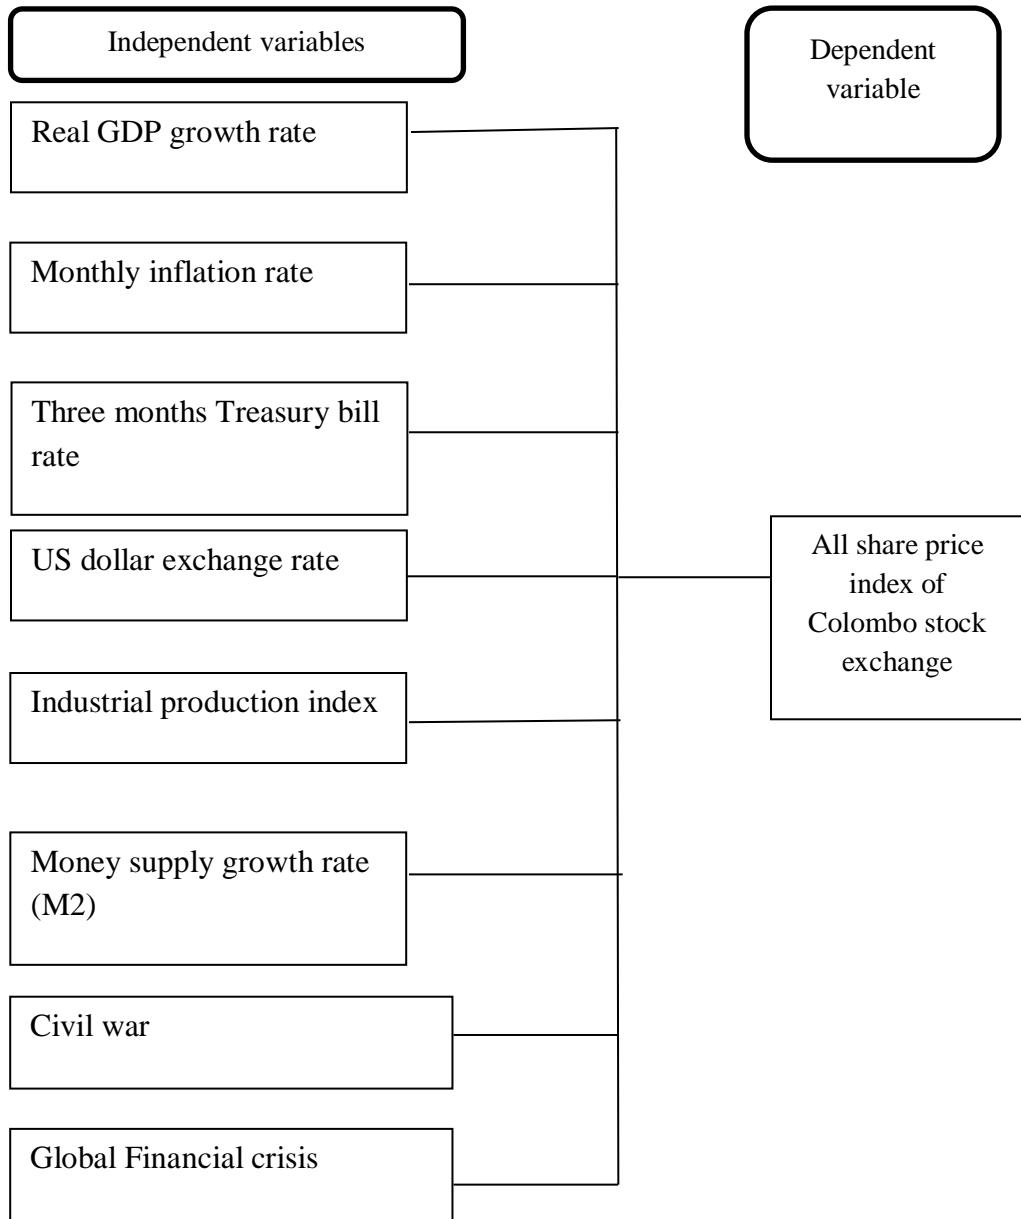 Independent variables
Dependent
variable
Real GDP growth rate
Monthly inflation rate
Three months Treasury bill
rate
US dollar exchange rate
All share price
index of
Colombo stock
exchange
Industrial production index
Money supply growth rate
(M2)
Civil war
Global Financial crisis